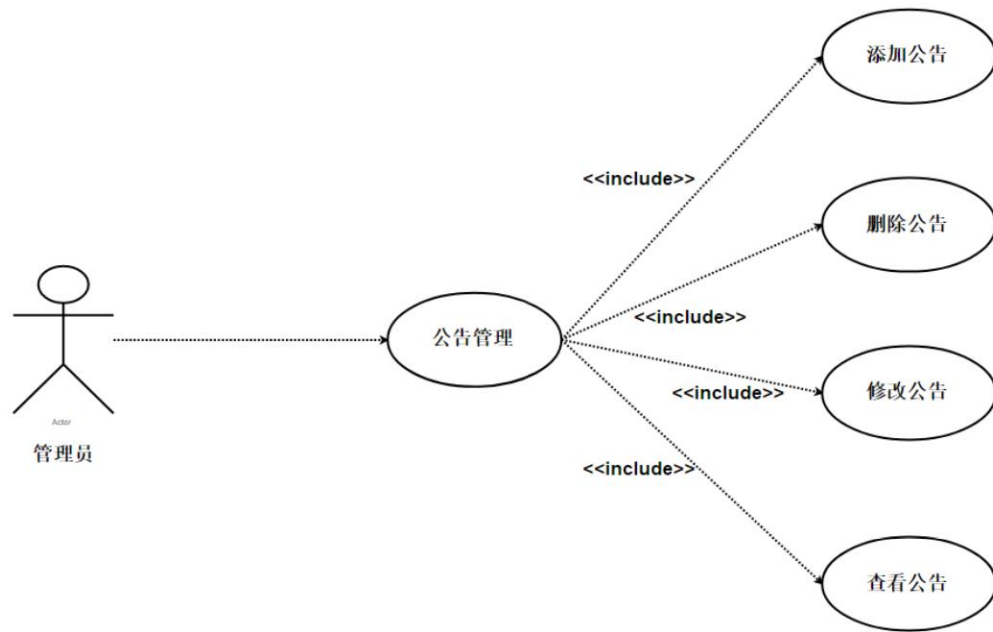 添加公告
<<include>>
删除公告
<<include>>
公告管理
修改公告
<<include>>
Actor
管理员
<<include>>
查看公告